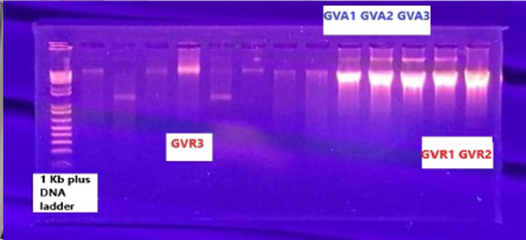 GVA1 GVA2 GVA3
GVR3
GVR1 GVR2
1 Kb plus
DNA
ladder